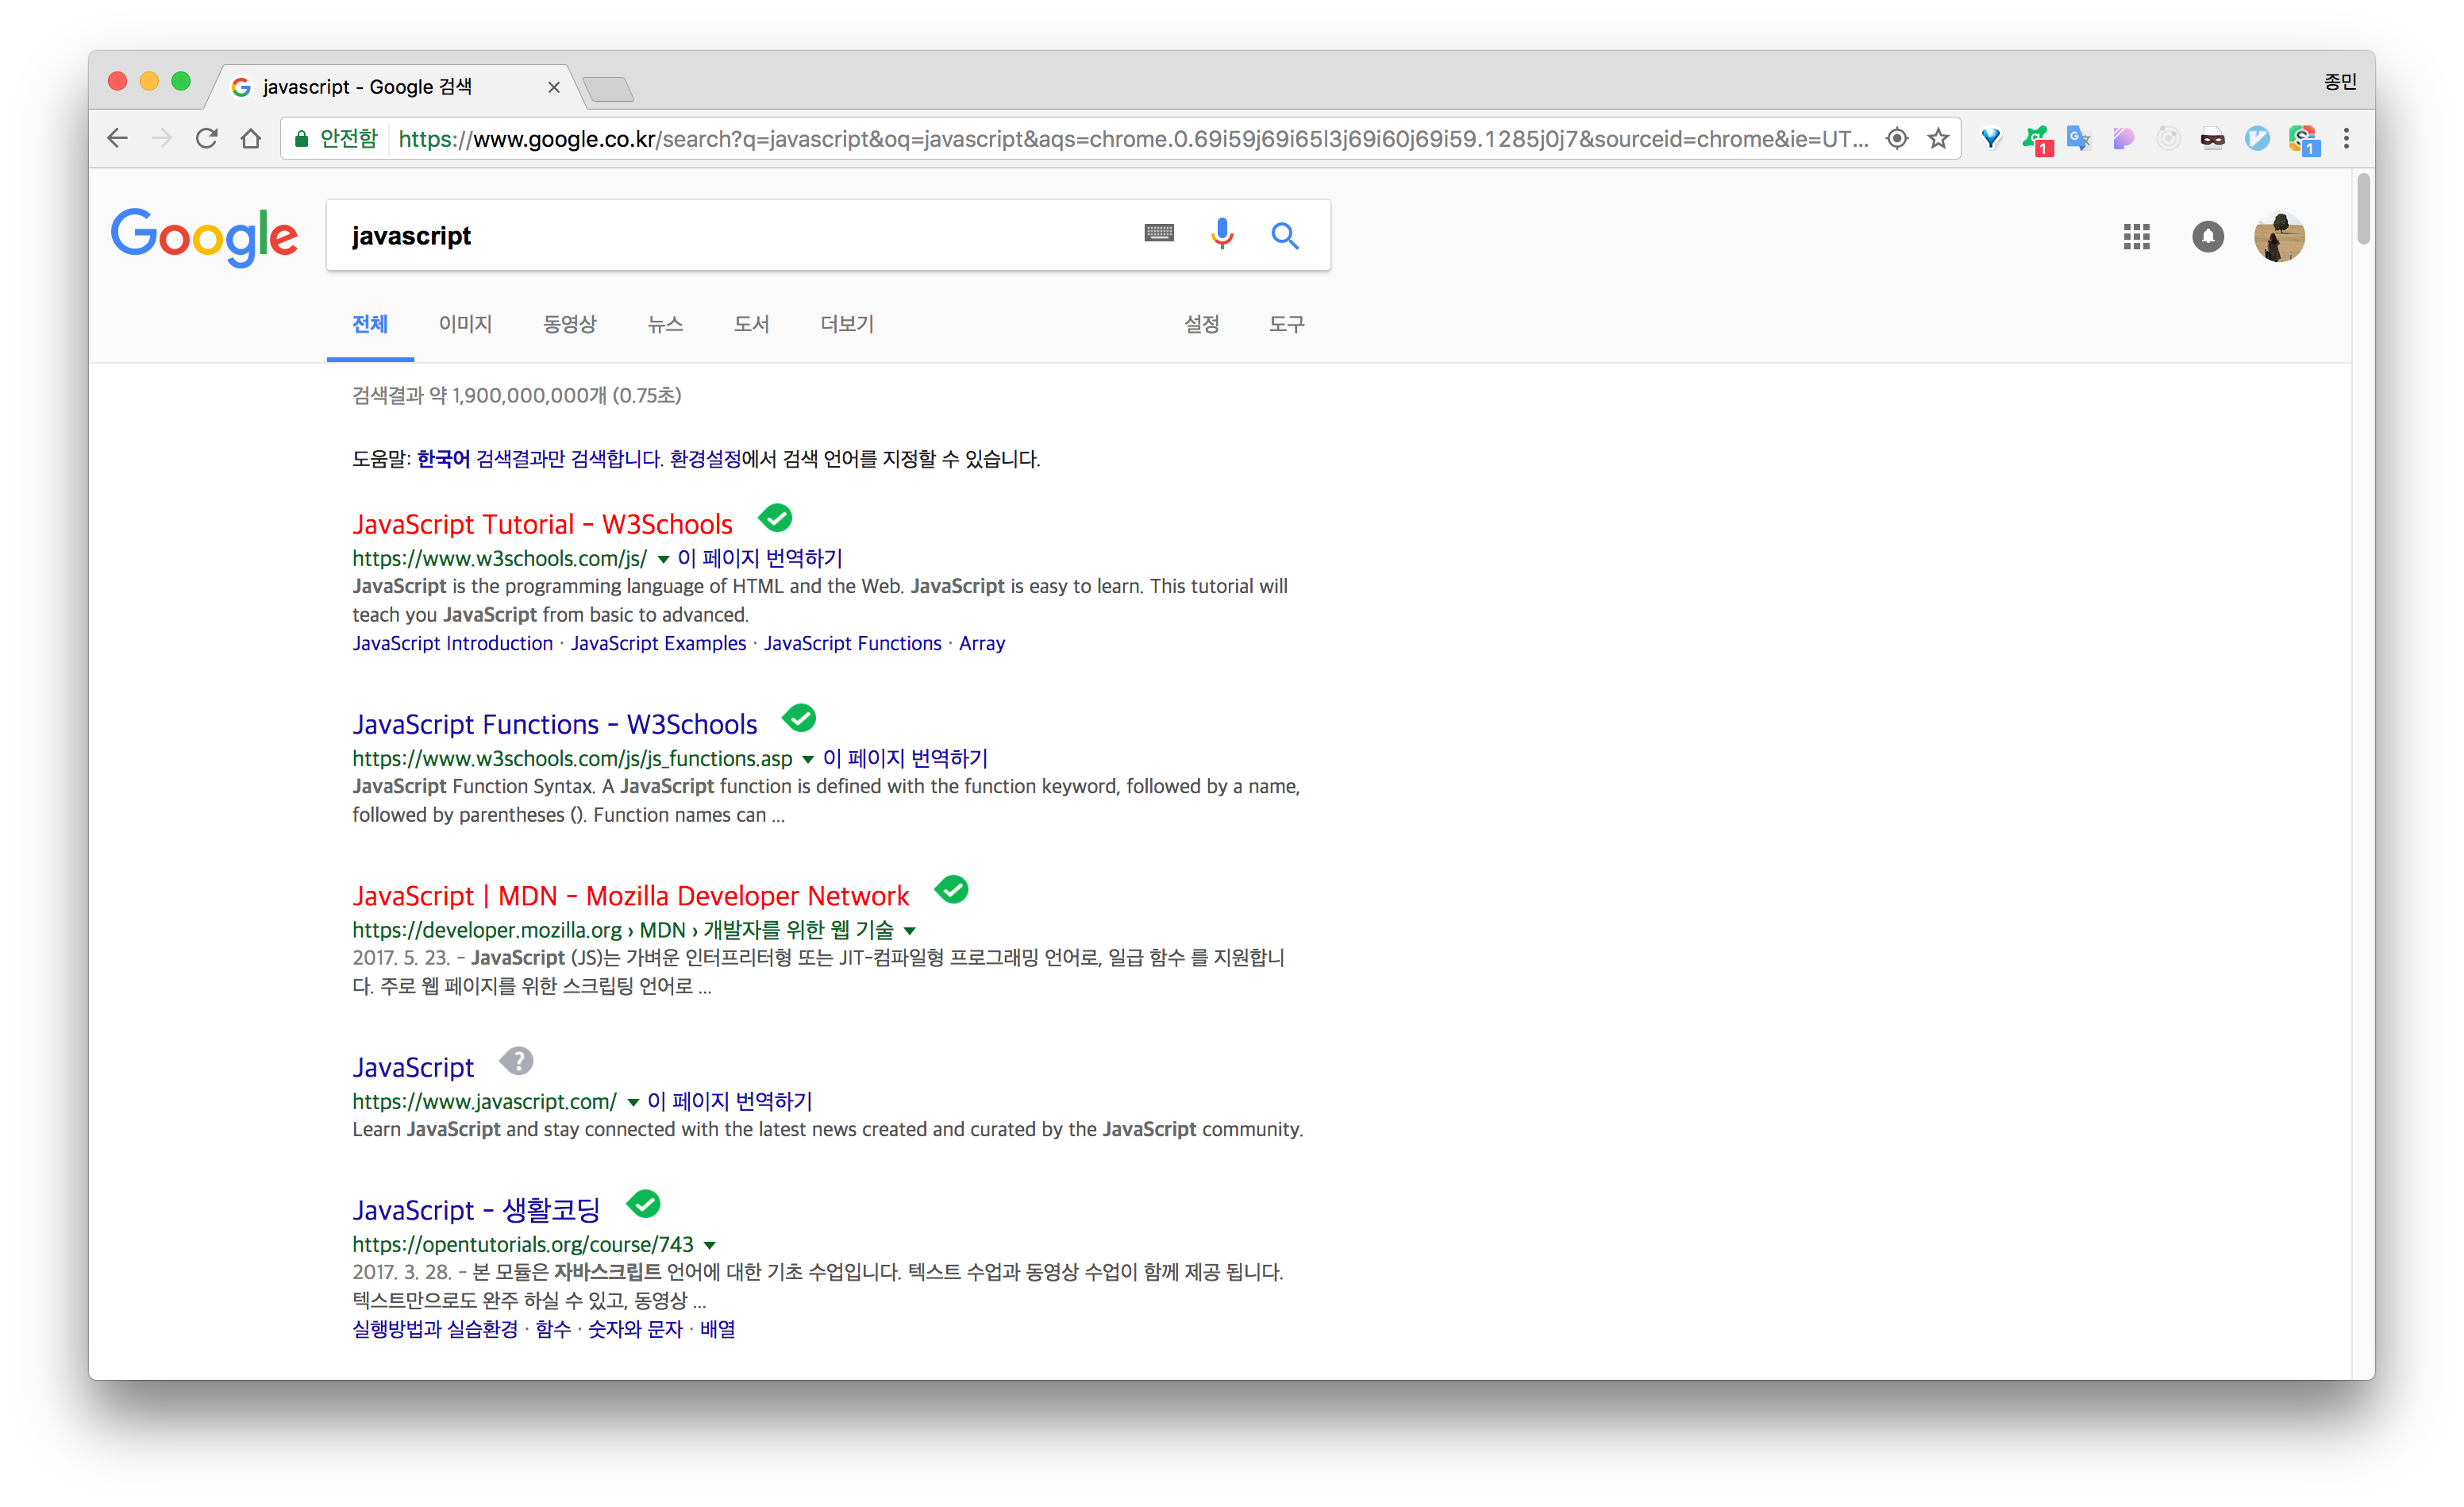 javascript - Google 검색
종민
안전함 https://www.google.co.kr/search?q=javascript&oq=javascript&aqs=chrome.0.69i59j69i65l3j69i60j69i59.1285j0j7&sourceid=chrome&ie=UT...
1
1
Google
javascript
전체 이미지 동영상 뉴스 도서 더보기 설정 도구
검색결과 약 1,900,000,000개 (0.75초)
도움말: 한국어 검색결과만 검색합니다. 환경설정에서 검색 언어를 지정할 수 있습니다.
JavaScript Tutorial - W3Schools
https://www.w3schools.com/js/ 이 페이지 번역하기
JavaScript is the programming language of HTML and the Web. JavaScript is easy to learn. This tutorial will
teach you JavaScript from basic to advanced.
JavaScript Introduction · JavaScript Examples · JavaScript Functions · Array
JavaScript Functions - W3Schools
https://www.w3schools.com/js/js_functions.asp 이 페이지 번역하기
JavaScript Function Syntax. A JavaScript function is defined with the function keyword, followed by a name,
followed by parentheses (). Function names can ...
JavaScript | MDN - Mozilla Developer Network
https://developer.mozilla.org › MDN › 개발자를 위한 웹 기술
2017. 5. 23. - JavaScript (JS)는 가벼운 인터프리터형 또는 JIT-컴파일형 프로그래밍 언어로, 일급 함수 를 지원합니
다. 주로 웹 페이지를 위한 스크립팅 언어로 ...
JavaScript
https://www.javascript.com/ 이 페이지 번역하기
Learn JavaScript and stay connected with the latest news created and curated by the JavaScript community.
JavaScript - 생활코딩
https://opentutorials.org/course/743
2017. 3. 28. - 본 모듈은 자바스크립트 언어에 대한 기초 수업입니다. 텍스트 수업과 동영상 수업이 함께 제공 됩니다.
텍스트만으로도 완주 하실 수 있고, 동영상 ...
실행방법과 실습환경 · 함수 · 숫자와 문자 · 배열